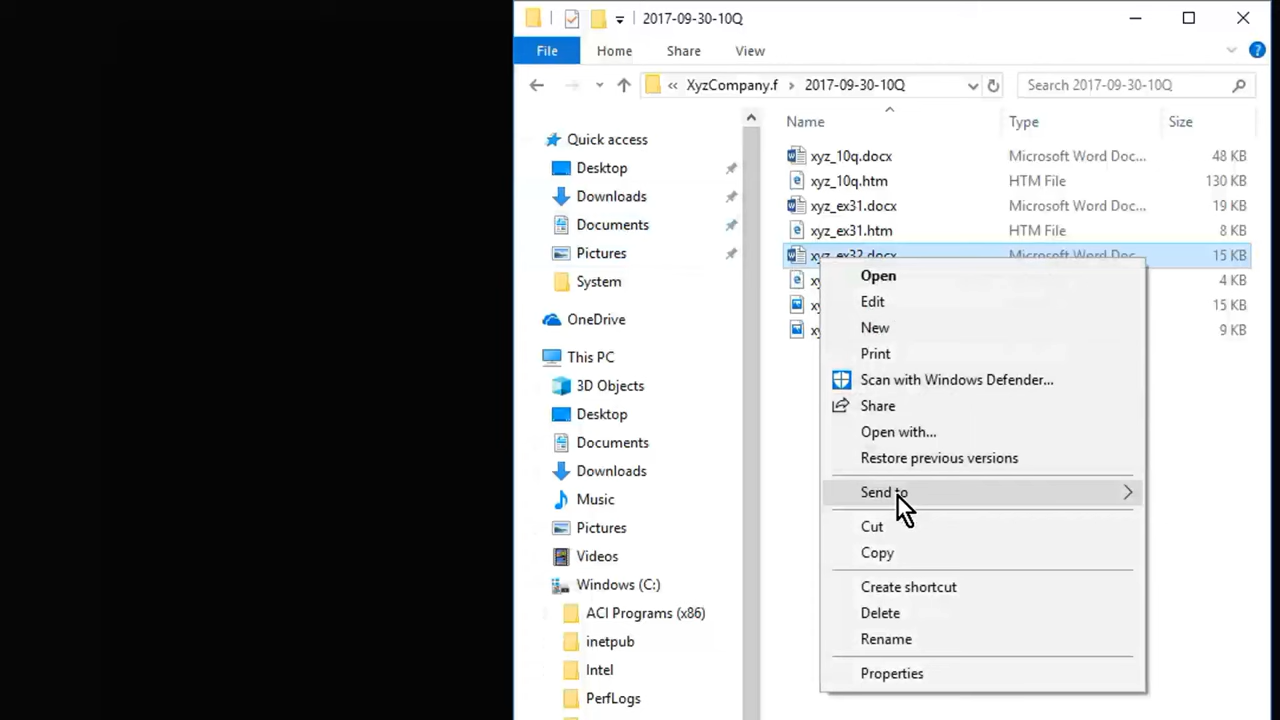 2017-09-30-10Q
File Home Share View
« XyzCompany.f > 2017-09-30-10Q Search 2017-09-30-10Q
Name Type Size
Quick access
Desktop
Downloads
Documents
Pictures
System
OneDrive
This PC
3D Objects
Desktop
Documents
Downloads
Music
Pictures
Videos
Windows (C:)
ACI Programs (x86)
inetpub
Intel
PerfLogs
xyz_10q.docx Microsoft Word Doc... 48 KB
xyz_10q.htm HTM File 130 KB
xyz_ex31.docx Microsoft Word Doc... 19 KB
xyz_ex31.htm HTM File 8 KB
xyz_ex32.docx Microsoft Word Doc... 15 KB
4 KB
15 KB
9 KB
Open
Edit
New
Print
Scan with Windows Defender...
Share
Open with...
Restore previous versions
Send to
Cut
Copy
Create shortcut
Delete
Rename
Properties